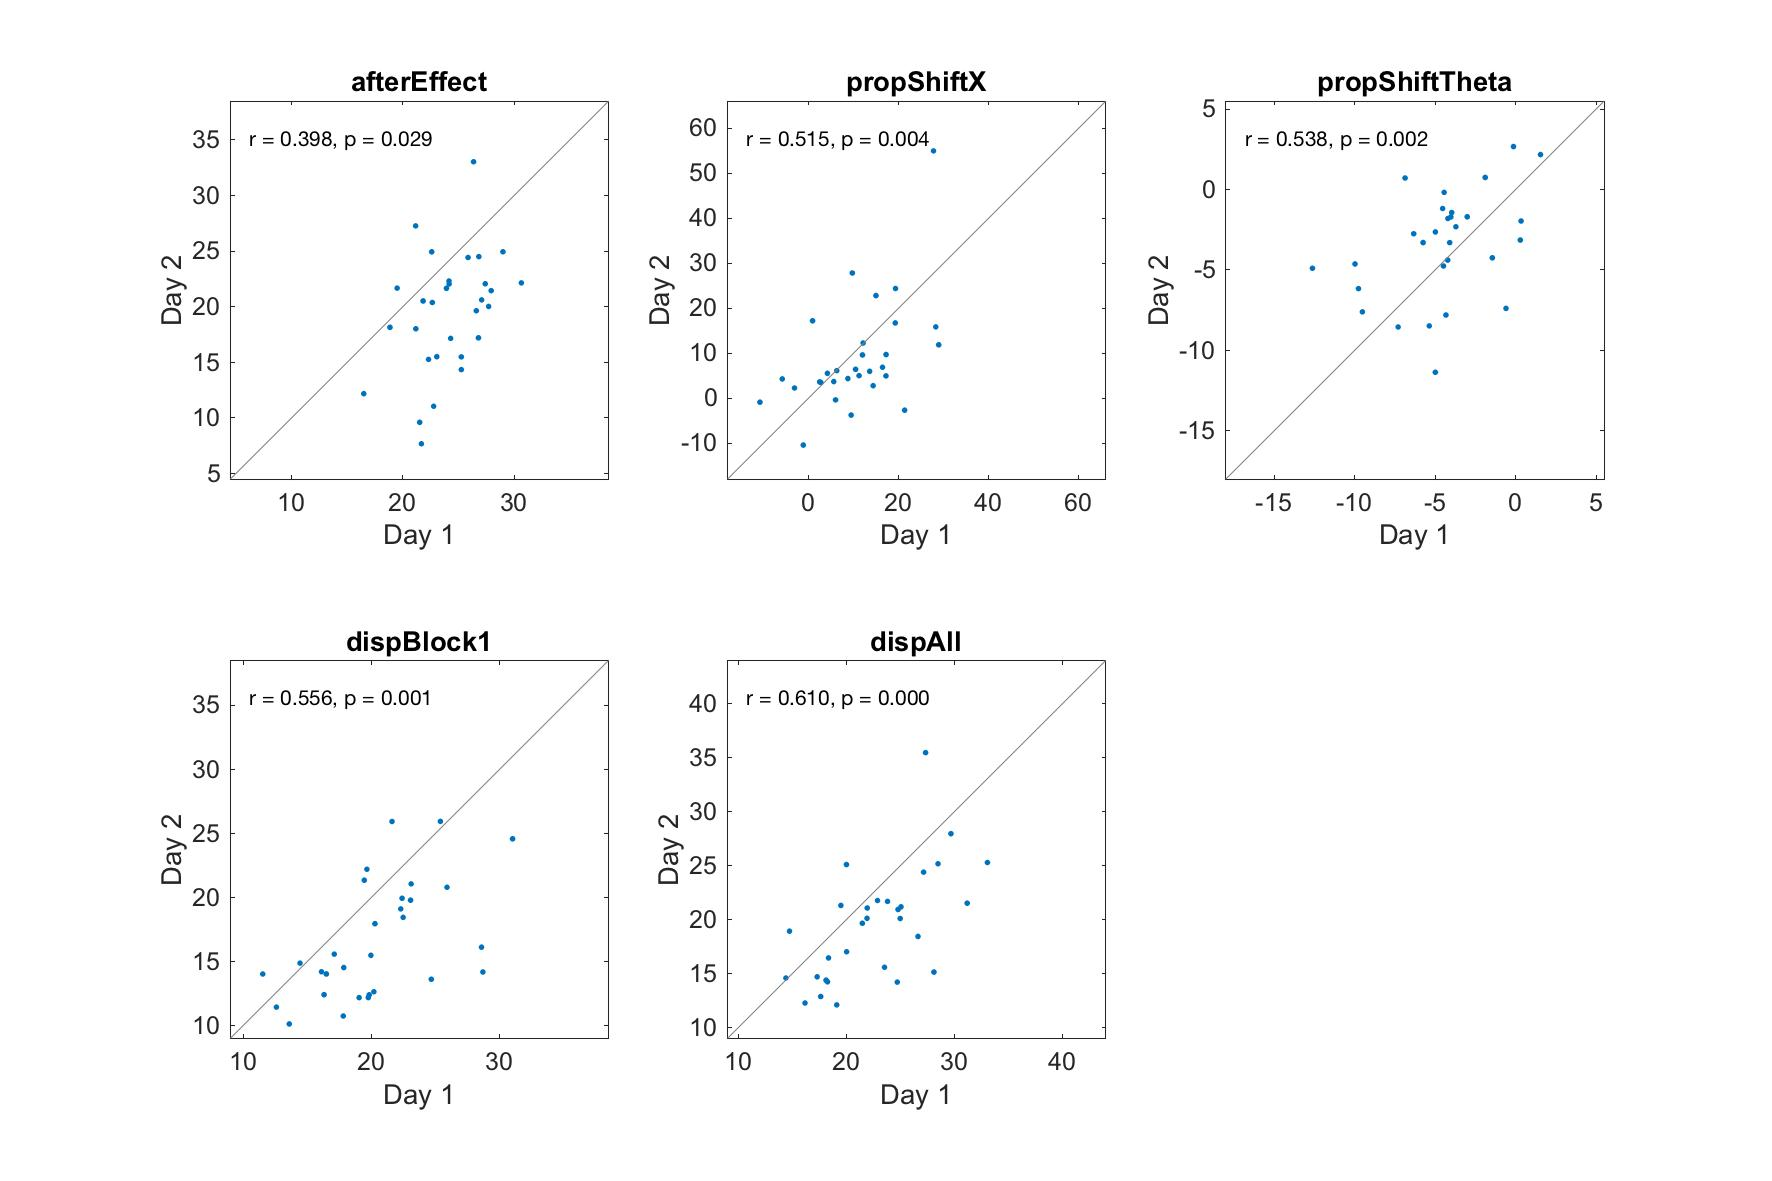 afterEffect
r = 0.398, p = 0.029
35
30
25
20
15
10
5
10 20 30
Day 1
Day 2
propShiftX
r = 0.515, p = 0.004
60
50
40
30
20
10
0
-10
0 20 40 60
Day 1
Day 2
propShiftTheta
r = 0.538, p = 0.002
5
0
-5
-10
-15
-15 -10 -5 0 5
Day 1
Day 2
dispBlock1
r = 0.556, p = 0.001
35
30
25
20
15
10
10 20 30
Day 1
Day 2
dispAll
r = 0.610, p = 0.000
40
35
30
25
20
15
10
10 20 30 40
Day 1
Day 2